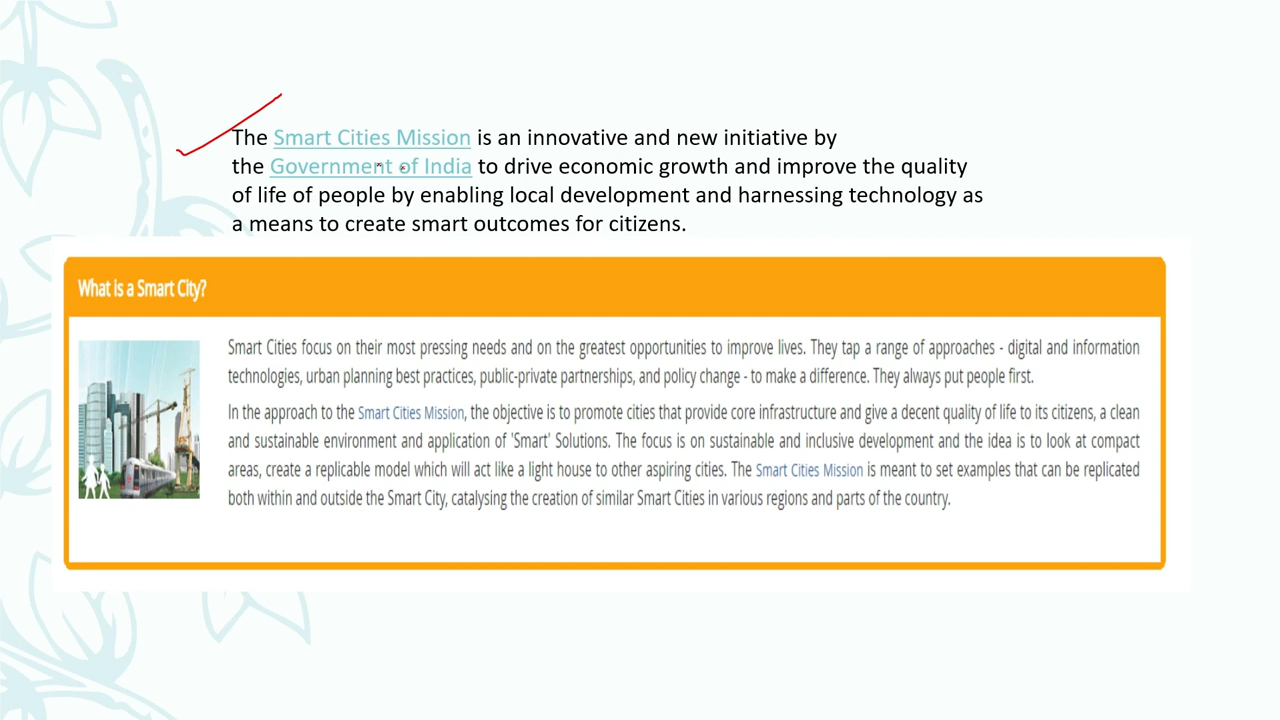 The Smart Cities Mission is an innovative and new initiative by
the Government of India to drive economic growth and improve the quality
of life of people by enabling local development and harnessing technology as
a means to create smart outcomes for citizens.
What is a Smart City?
Smart Cities focus on their most pressing needs and on the greatest opportunities to improve lives. They tap a range of approaches - digital and information
technologies, urban planning best practices, public-private partnerships, and policy change - to make a difference. They always put people first.
In the approach to the Smart Cities Mission, the objective is to promote cities that provide core infrastructure and give a decent quality of life to its citizens, a clean
and sustainable environment and application of 'Smart' Solutions. The focus is on sustainable and inclusive development and the idea is to look at compact
areas, create a replicable model which will act like a light house to other aspiring cities. The Smart Cities Mission is meant to set examples that can be replicated
both within and outside the Smart City, catalysing the creation of similar Smart Cities in various regions and parts of the country.